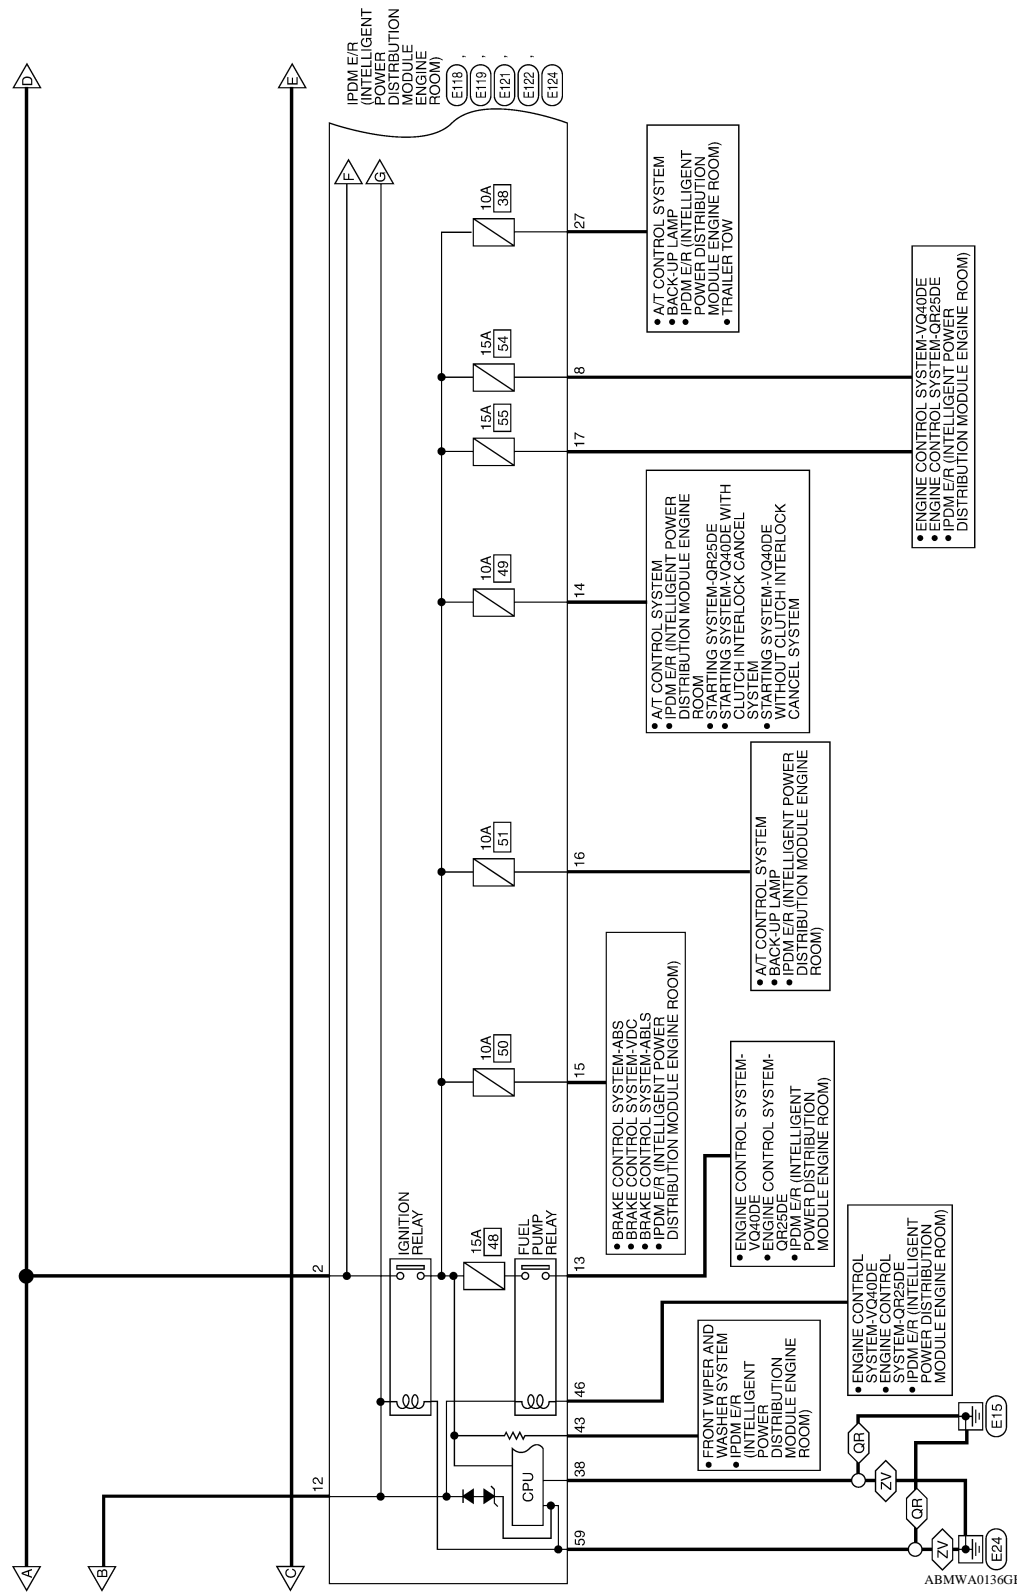 D
E
IPDM E/R
(INTELLIGENT
POWER
DISTRBUTION
MODULE
ENGINE
ROOM)
E118 ,
E119 ,
E121 ,
E122 ,
E124
F
G
10A
38
27
• A/T CONTROL SYSTEM
• BACK-UP LAMP
• IPDM E/R (INTELLIGENT
POWER DISTRIBUTION
MODULE ENGINE ROOM)
• TRAILER TOW
15A
54
8
15A
55
17
• ENGINE CONTROL SYSTEM-VQ40DE
• ENGINE CONTROL SYSTEM-QR25DE
• IPDM E/R (INTELLIGENT POWER
DISTRIBUTION MODULE ENGINE ROOM)
10A
49
14
• A/T CONTROL SYSTEM
• IPDM E/R (INTELLIGENT POWER
DISTRIBUTION MODULE ENGINE
ROOM
• STARTING SYSTEM-QR25DE
• STARTING SYSTEM-VQ40DE WITH
CLUTCH INTERLOCK CANCEL
SYSTEM
• STARTING SYSTEM-VQ40DE
WITHOUT CLUTCH INTERLOCK
CANCEL SYSTEM
10A
51
16
• A/T CONTROL SYSTEM
• BACK-UP LAMP
• IPDM E/R (INTELLIGENT POWER
DISTRIBUTION MODULE ENGINE
ROOM)
10A
50
15
• BRAKE CONTROL SYSTEM-ABS
• BRAKE CONTROL SYSTEM-VDC
• BRAKE CONTROL SYSTEM-ABLS
• IPDM E/R (INTELLIGENT POWER
DISTRIBUTION MODULE ENGINE ROOM)
2
IGNITION
RELAY
15A
48
FUEL
PUMP
RELAY
13
• ENGINE CONTROL SYSTEM-
VQ40DE
• ENGINE CONTROL SYSTEM-
QR25DE
• IPDM E/R (INTELLIGENT
POWER DISTRIBUTION
MODULE ENGINE ROOM)
46
• ENGINE CONTROL
SYSTEM-VQ40DE
• ENGINE CONTROL
SYSTEM-QR25DE
• IPDM E/R (INTELLIGENT
POWER DISTRIBUTION
MODULE ENGINE ROOM)
43
• FRONT WIPER AND
WASHER SYSTEM
• IPDM E/R
(INTELLIGENT
POWER
DISTRIBUTION
MODULE ENGINE
ROOM)
12
CPU
38
59
QR
ZV
QR
ZV
E15
E24
A
B
C
ABMWA0136GI